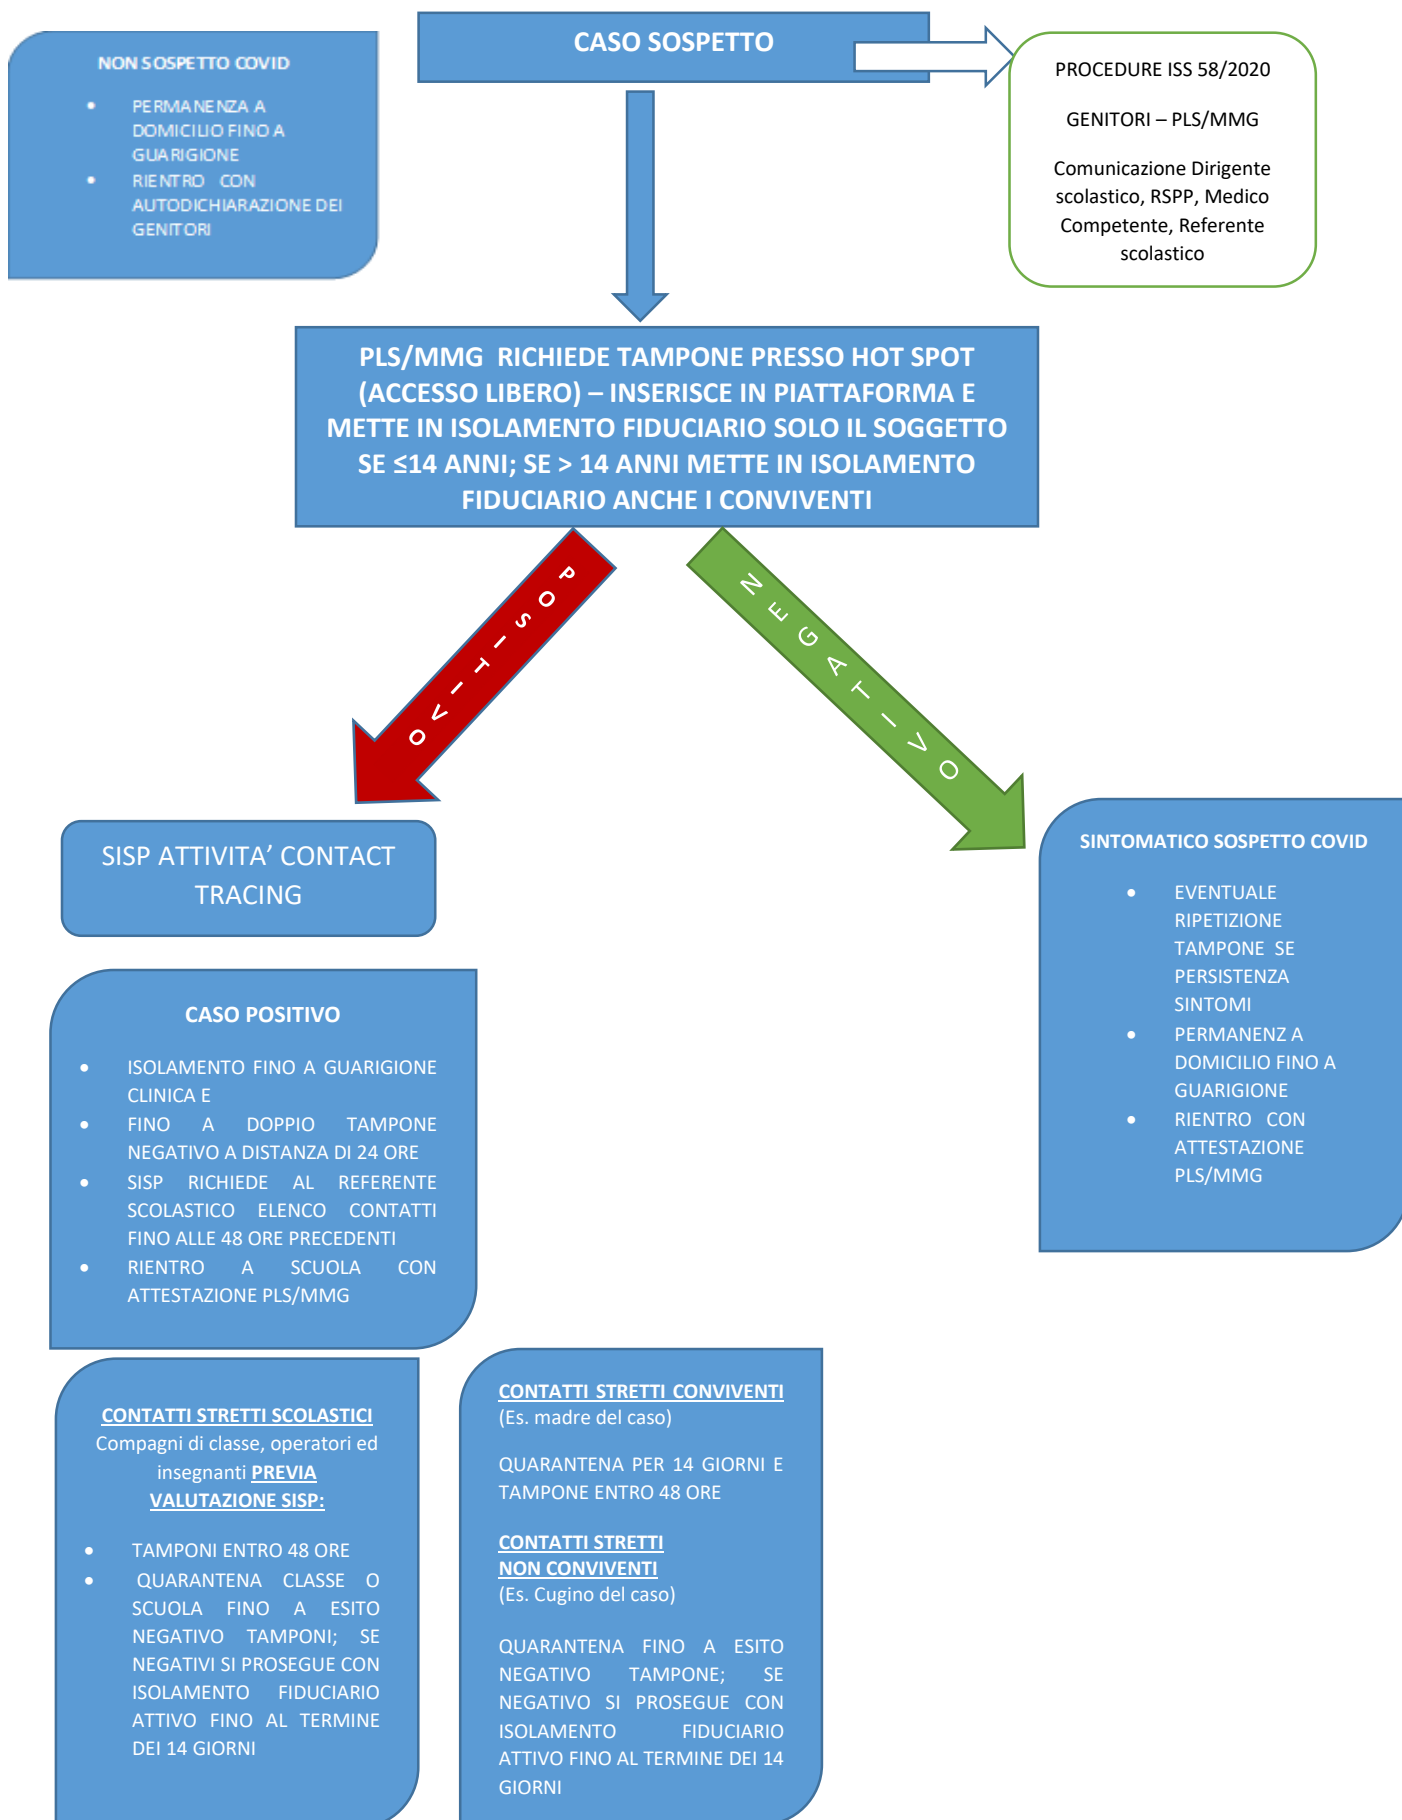 CASO SOSPETTO
NON SOSPETTO COVID
• PERMANENZA A
DOMICILIO FINO A
GUARIGIONE
• RIENTRO CON
AUTODICHIARAZIONE DEI
GENITORI
PROCEDURE ISS 58/2020
GENITORI – PLS/MMG
Comunicazione Dirigente
scolastico, RSPP, Medico
Competente, Referente
scolastico
PLS/MMG RICHIEDE TAMPONE PRESSO HOT SPOT
(ACCESSO LIBERO) – INSERISCE IN PIATTAFORMA E
METTE IN ISOLAMENTO FIDUCIARIO SOLO IL SOGGETTO
SE ≤14 ANNI; SE > 14 ANNI METTE IN ISOLAMENTO
FIDUCIARIO ANCHE I CONVIVENTI
POSITIVO
NEGATIVO
SISP ATTIVITA’ CONTACT
TRACING
SINTOMATICO SOSPETTO COVID
• EVENTUALE
RIPETIZIONE
TAMPONE SE
PERSISTENZA
SINTOMI
• PERMANENZ A
DOMICILIO FINO A
GUARIGIONE
• RIENTRO CON
ATTESTAZIONE
PLS/MMG
CASO POSITIVO
• ISOLAMENTO FINO A GUARIGIONE
CLINICA E
• FINO A DOPPIO TAMPONE
NEGATIVO A DISTANZA DI 24 ORE
• SISP RICHIEDE AL REFERENTE
SCOLASTICO ELENCO CONTATTI
FINO ALLE 48 ORE PRECEDENTI
• RIENTRO A SCUOLA CON
ATTESTAZIONE PLS/MMG
CONTATTI STRETTI SCOLASTICI
Compagni di classe, operatori ed
insegnanti PREVIA
VALUTAZIONE SISP:
• TAMPONI ENTRO 48 ORE
• QUARANTENA CLASSE O
SCUOLA FINO A ESITO
NEGATIVO TAMPONI; SE
NEGATIVI SI PROSEGUE CON
ISOLAMENTO FIDUCIARIO
ATTIVO FINO AL TERMINE
DEI 14 GIORNI
CONTATTI STRETTI CONVIVENTI
(Es. madre del caso)
QUARANTENA PER 14 GIORNI E
TAMPONE ENTRO 48 ORE
CONTATTI STRETTI
NON CONVIVENTI
(Es. Cugino del caso)
QUARANTENA FINO A ESITO
NEGATIVO TAMPONE; SE
NEGATIVO SI PROSEGUE CON
ISOLAMENTO FIDUCIARIO
ATTIVO FINO AL TERMINE DEI 14
GIORNI